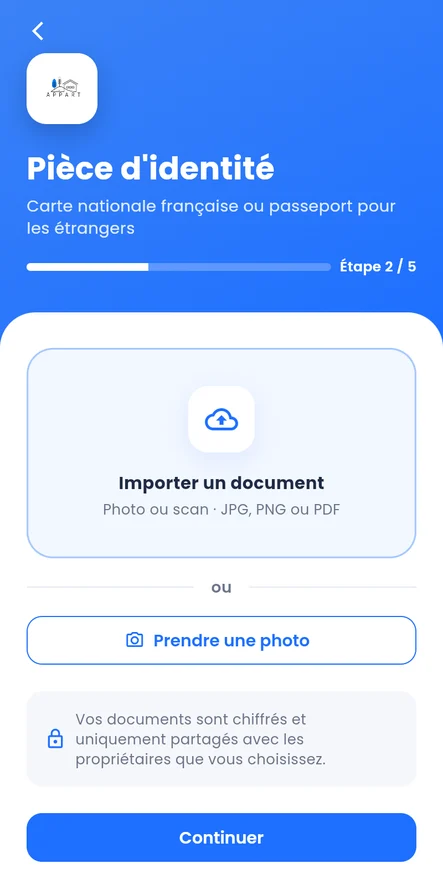 APPART
Pièce d'identité
Carte nationale française ou passeport pour
les étrangers
Étape 2 / 5
Importer un document
Photo ou scan · JPG, PNG ou PDF
ou
Prendre une photo
Vos documents sont chiffrés et
uniquement partagés avec les
propriétaires que vous choisissez.
Continuer